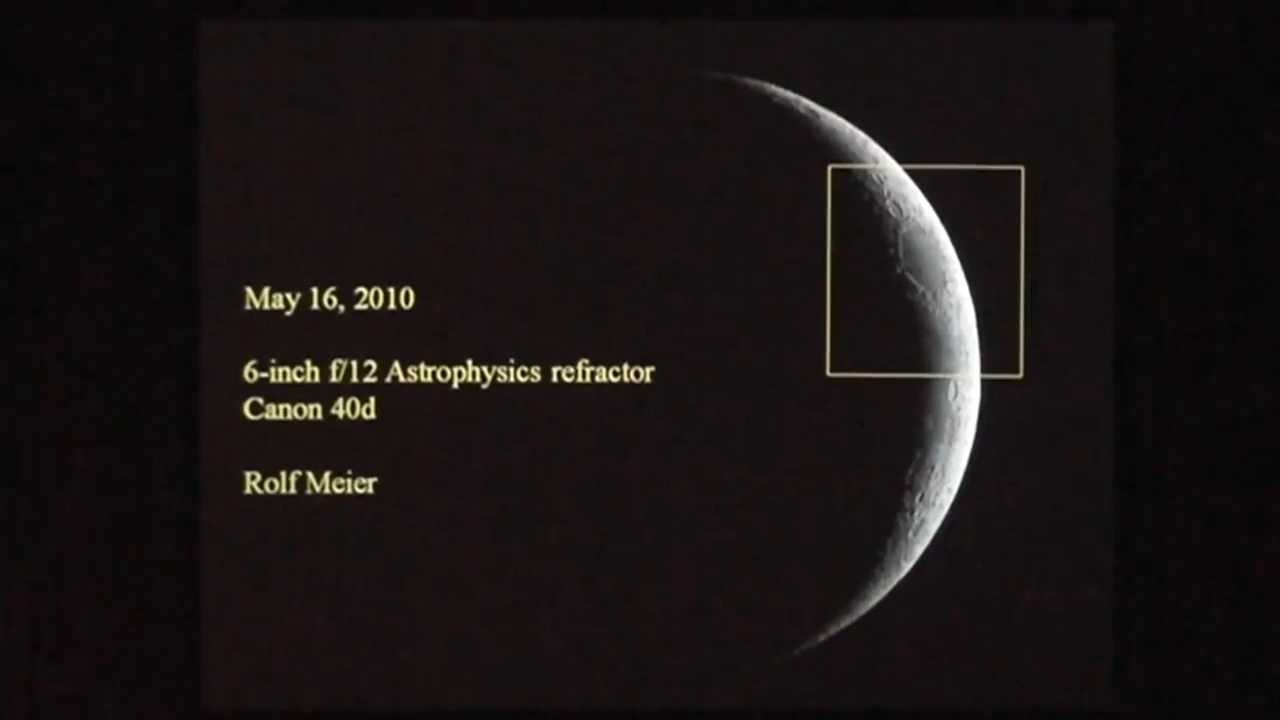 May 16, 2010
6-inch f/12 Astrophysics refractor
Canon 40d
Rolf Meier